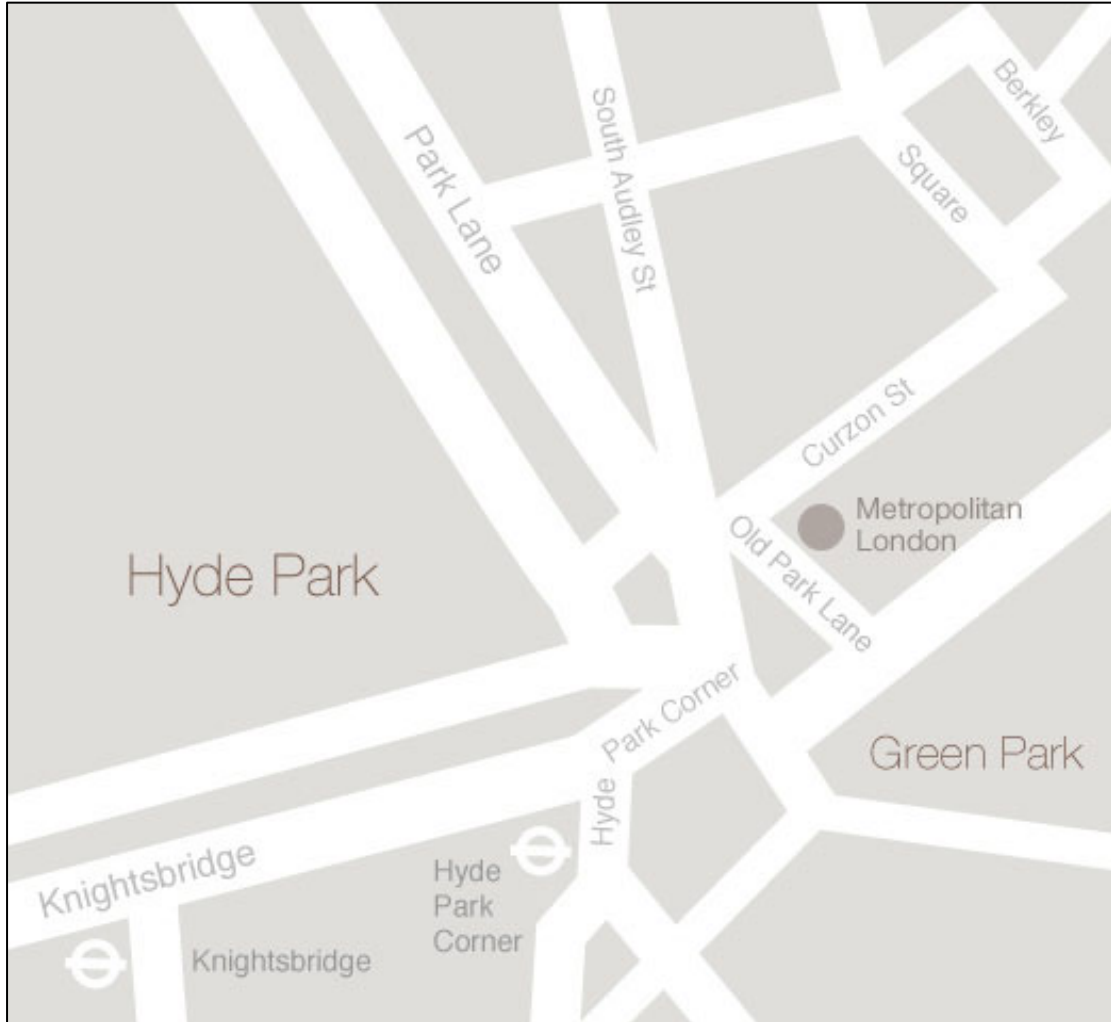 Berkley
South Audley St
Park Lane
Square
Curzon St
Metropolitan
London
Old Park Lane
Hyde Park
Hyde Park Corner
Green Park
Knightsbridge
Hyde
Park
Corner
Knightsbridge